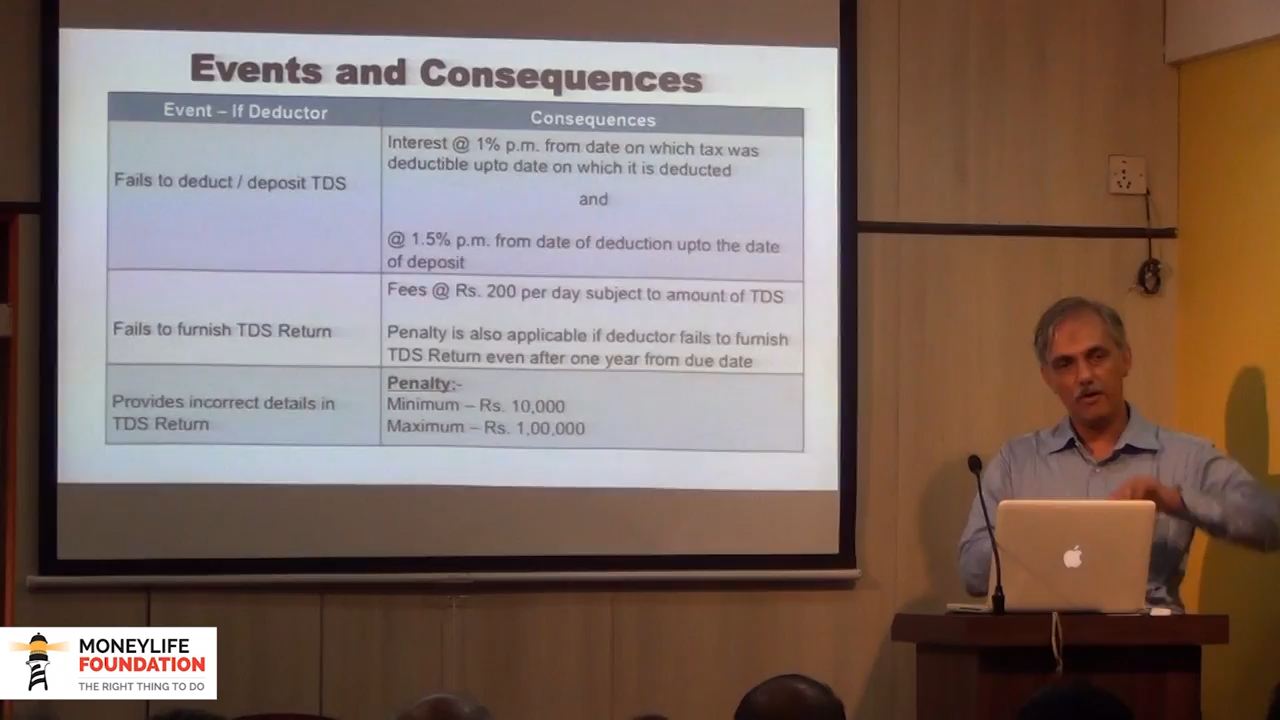 Events and Consequences
Event – If Deductor
Consequences
Fails to deduct / deposit TDS
Interest @ 1% p.m. from date on which tax was
deductible upto date on which it is deducted
and
@ 1.5% p.m. from date of deduction upto the date
of deposit
Fails to furnish TDS Return
Fees @ Rs. 200 per day subject to amount of TDS
Penalty is also applicable if deductor fails to furnish
TDS Return even after one year from due date
Provides incorrect details in
TDS Return
Penalty:-
Minimum – Rs. 10,000
Maximum – Rs. 1,00,000
MONEYLIFE
FOUNDATION
THE RIGHT THING TO DO